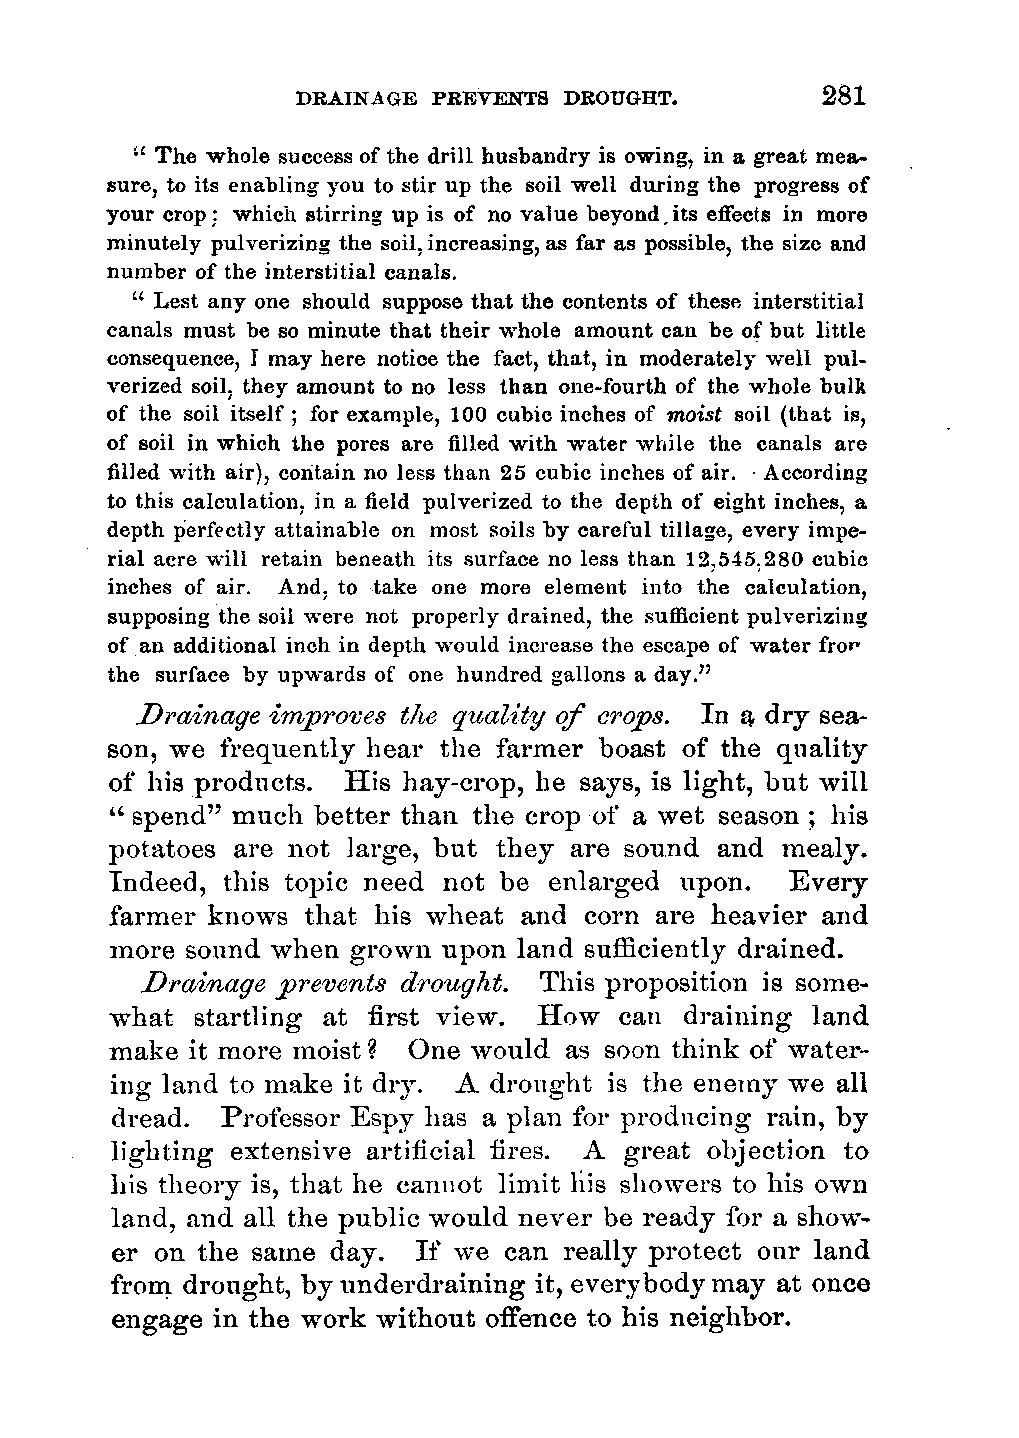 DRAINAGE PREVENTS DROUGHT. 281
“ The whole success of the drill husbandry is owing, in a great mea-
sure, to its enabling you to stir up the soil well during the progress of
your crop; which stirring up is of no value beyond its effects in more
minutely pulverizing the soil, increasing, as far as possible, the size and
number of the interstitial canals.
“ Lest any one should suppose that the contents of these interstitial
canals must be so minute that their whole amount can be of but little
consequence, I may here notice the fact, that, in moderately well pul-
verized soil, they amount to no less than one-fourth of the whole bulk
of the soil itself ; for example, 100 cubic inches of moist soil (that is,
of soil in which the pores are filled with water while the canals are
filled with air), contain no less than 25 cubic inches of air. According
to this calculation, in a field pulverized to the depth of eight inches, a
depth perfectly attainable on most soils by careful tillage, every impe-
rial acre will retain beneath its surface no less than 12,545,280 cubic
inches of air. And, to take one more element into the calculation,
supposing the soil were not properly drained, the sufficient pulverizing
of an additional inch in depth would increase the escape of water from
the surface by upwards of one hundred gallons a day.”
Drainage improves the quality of crops. In a dry sea-
son, we frequently hear the farmer boast of the quality
of his products. His hay-crop, he says, is light, but will
“ spend” much better than the crop of a wet season ; his
potatoes are not large, but they are sound and mealy.
Indeed, this topic need not be enlarged upon. Every
farmer knows that his wheat and corn are heavier and
more sound when grown upon land sufficiently drained.
Drainage prevents drought. This proposition is some-
what startling at first view. How can draining land
make it more moist? One would as soon think of water-
ing land to make it dry. A drought is the enemy we all
dread. Professor Espy has a plan for producing rain, by
lighting extensive artificial fires. A great objection to
his theory is, that he cannot limit his showers to his own
land, and all the public would never be ready for a show-
er on the same day. If we can really protect our land
from drought, by underdraining it, everybody may at once
engage in the work without offence to his neighbor.